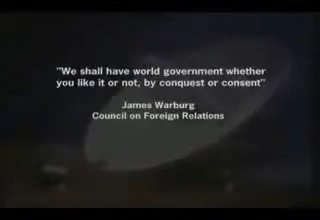 "We shall have world government whether
you like it or not, by conquest or consent"
James Warburg
Council on Foreign Relations